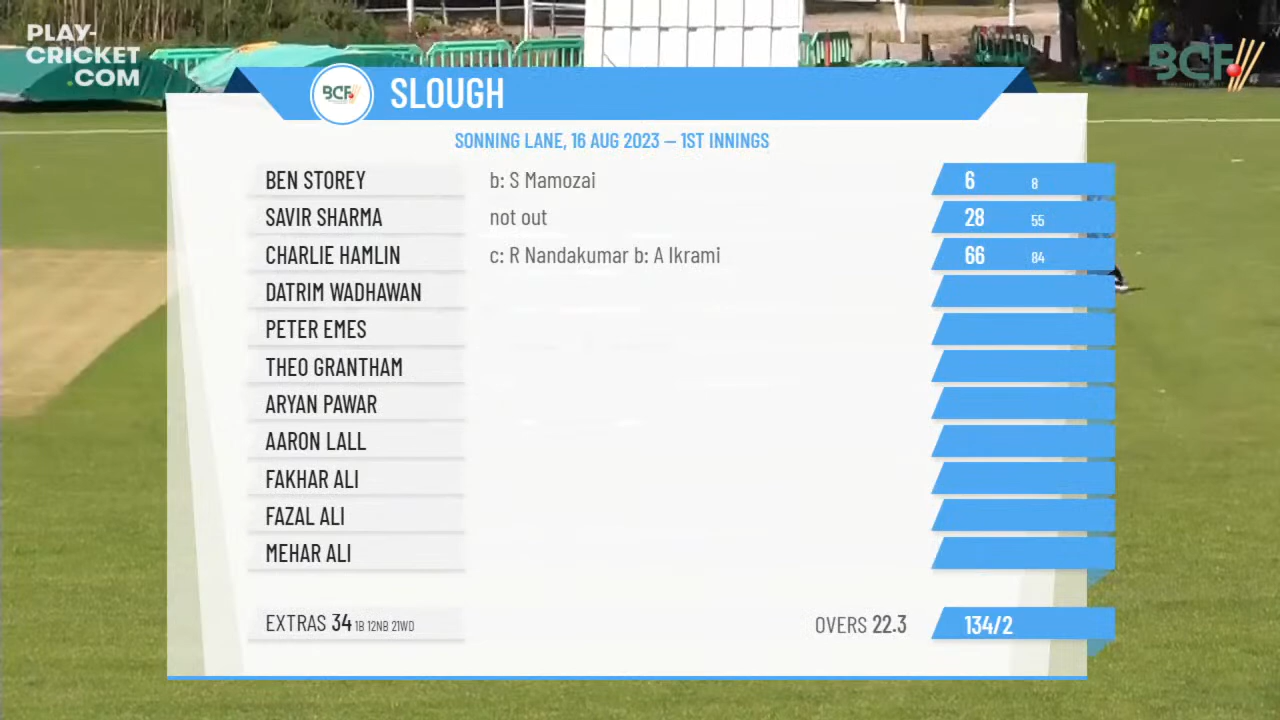 PLAY-
CRICKET
.COM
BCF
BCF
SLOUGH
SONNING LANE, 16 AUG 2023 – 1ST INNINGS
BEN STOREY b: S Mamozai 6 8
SAVIR SHARMA not out 28 55
CHARLIE HAMLIN c: R Nandakumar b: A Ikrami 66 84
DATRIM WADHAWAN
PETER EMES
THEO GRANTHAM
ARYAN PAWAR
AARON LALL
FAKHAR ALI
FAZAL ALI
MEHAR ALI
EXTRAS 34 1B 12NB 21WD OVERS 22.3 134/2